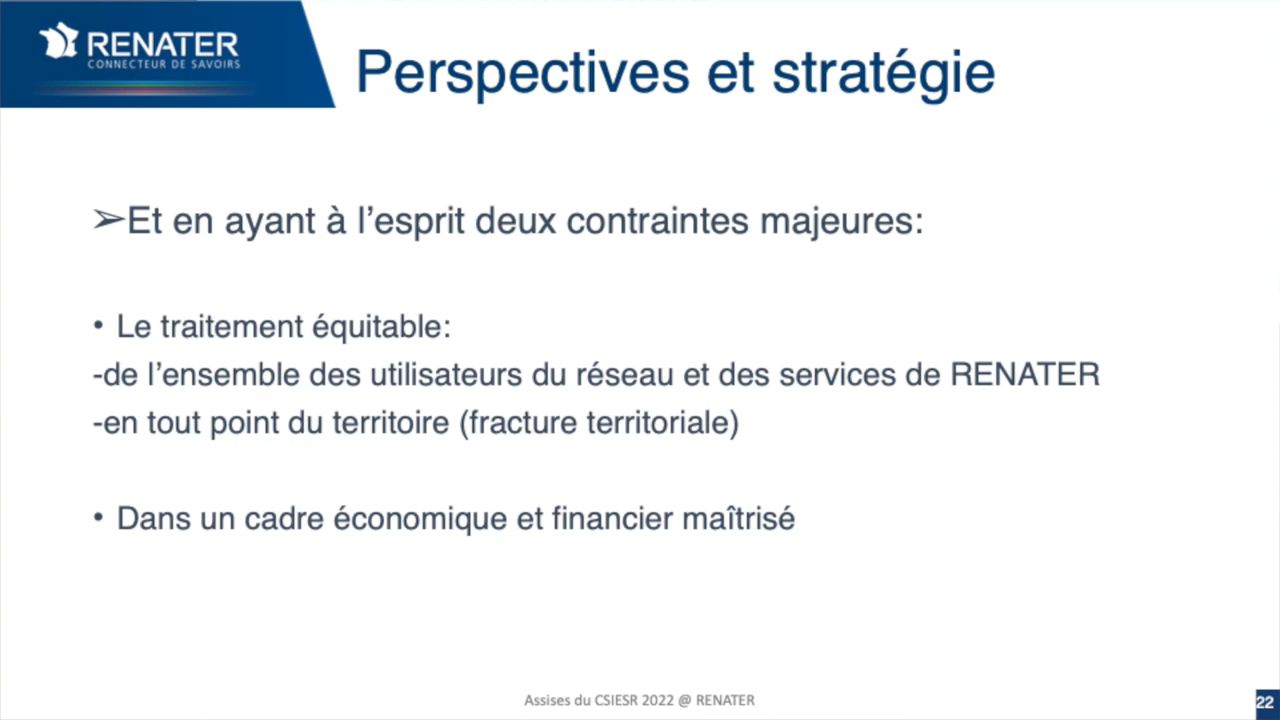 RENATER
CONNECTEUR DE SAVOIRS
Perspectives et stratégie
➢Et en ayant à l’esprit deux contraintes majeures:
• Le traitement équitable:
-de l’ensemble des utilisateurs du réseau et des services de RENATER
-en tout point du territoire (fracture territoriale)
• Dans un cadre économique et financier maîtrisé
Assises du CSIESR 2022 @ RENATER
22